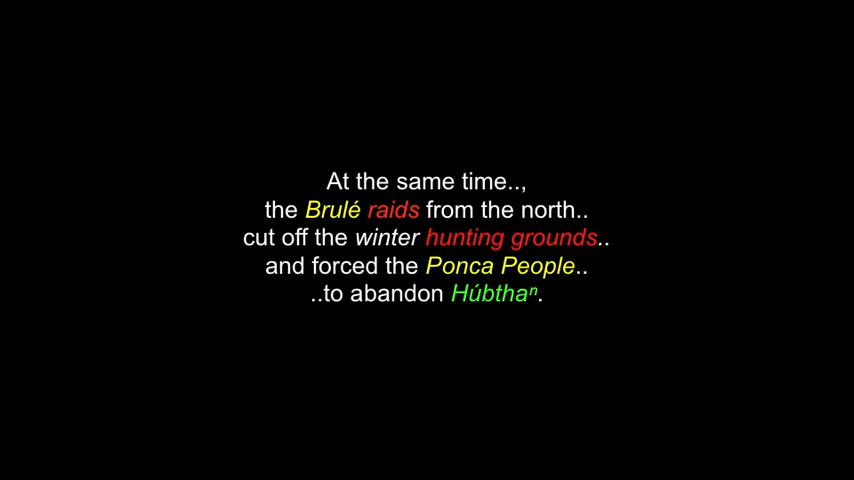 At the same time..,
the Brulé raids from the north..
cut off the winter hunting grounds..
and forced the Ponca People..
..to abandon Húbthaⁿ.